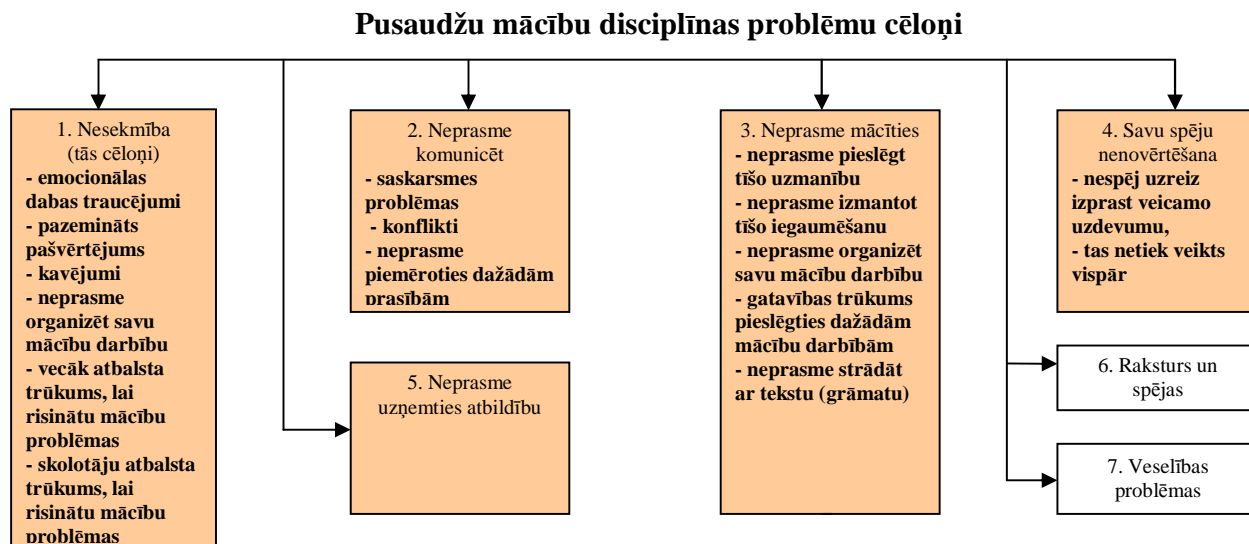 Pusaudžu mācību disciplīnas problēmu cēloņi
1. Nesekmība
(tās cēloņi)
- emocionālas
dabas traucējumi
- pazemināts
pašvērtējums
- kavējumi
- neprasme
organizēt savu
mācību darbību
- vecāk atbalsta
trūkums, lai
risinātu mācību
problēmas
- skolotāju atbalsta
trūkums, lai
risinātu mācību
problēmas
2. Neprasme
komunicēt
- saskarsmes
problēmas
- konflikti
- neprasme
piemēroties dažādām
prasībām
3. Neprasme mācīties
- neprasme pieslēgt
tīšo uzmanību
- neprasme izmantot
tīšo iegaumēšanu
- neprasme organizēt
savu mācību darbību
- gatavības trūkums
pieslēgties dažādām
mācību darbībām
- neprasme strādāt
ar tekstu (grāmatu)
4. Savu spēju
nenovērtēšana
- nespēj uzreiz
izprast veicamo
uzdevumu,
- tas netiek veikts
vispār
5. Neprasme
uzņemties atbildību
6. Raksturs un
spējas
7. Veselības
problēmas